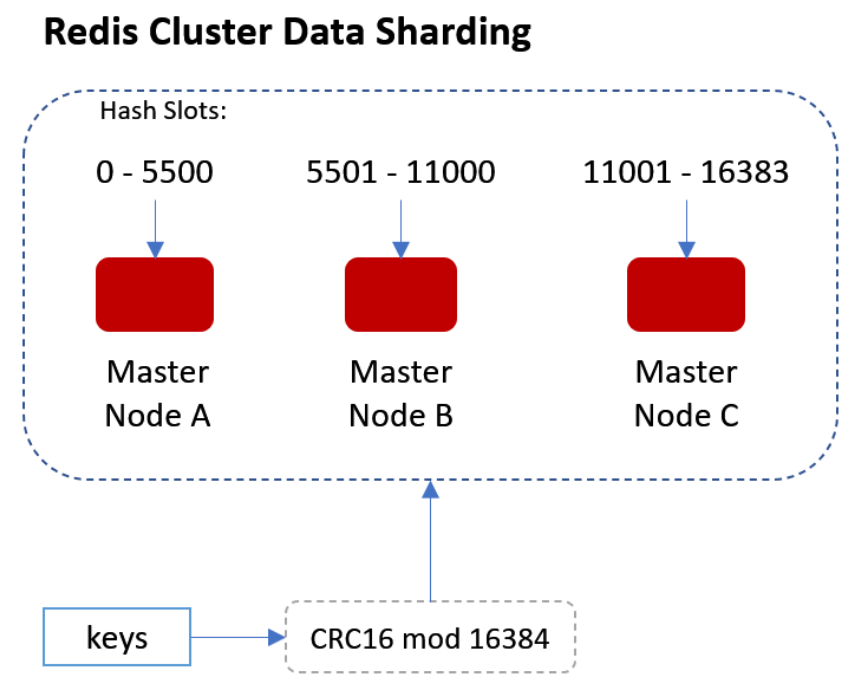 Redis Cluster Data Sharding
Hash Slots:
0 - 5500
5501 - 11000
11001 - 16383
Master
Node A
Master
Node B
Master
Node C
keys
CRC16 mod 16384